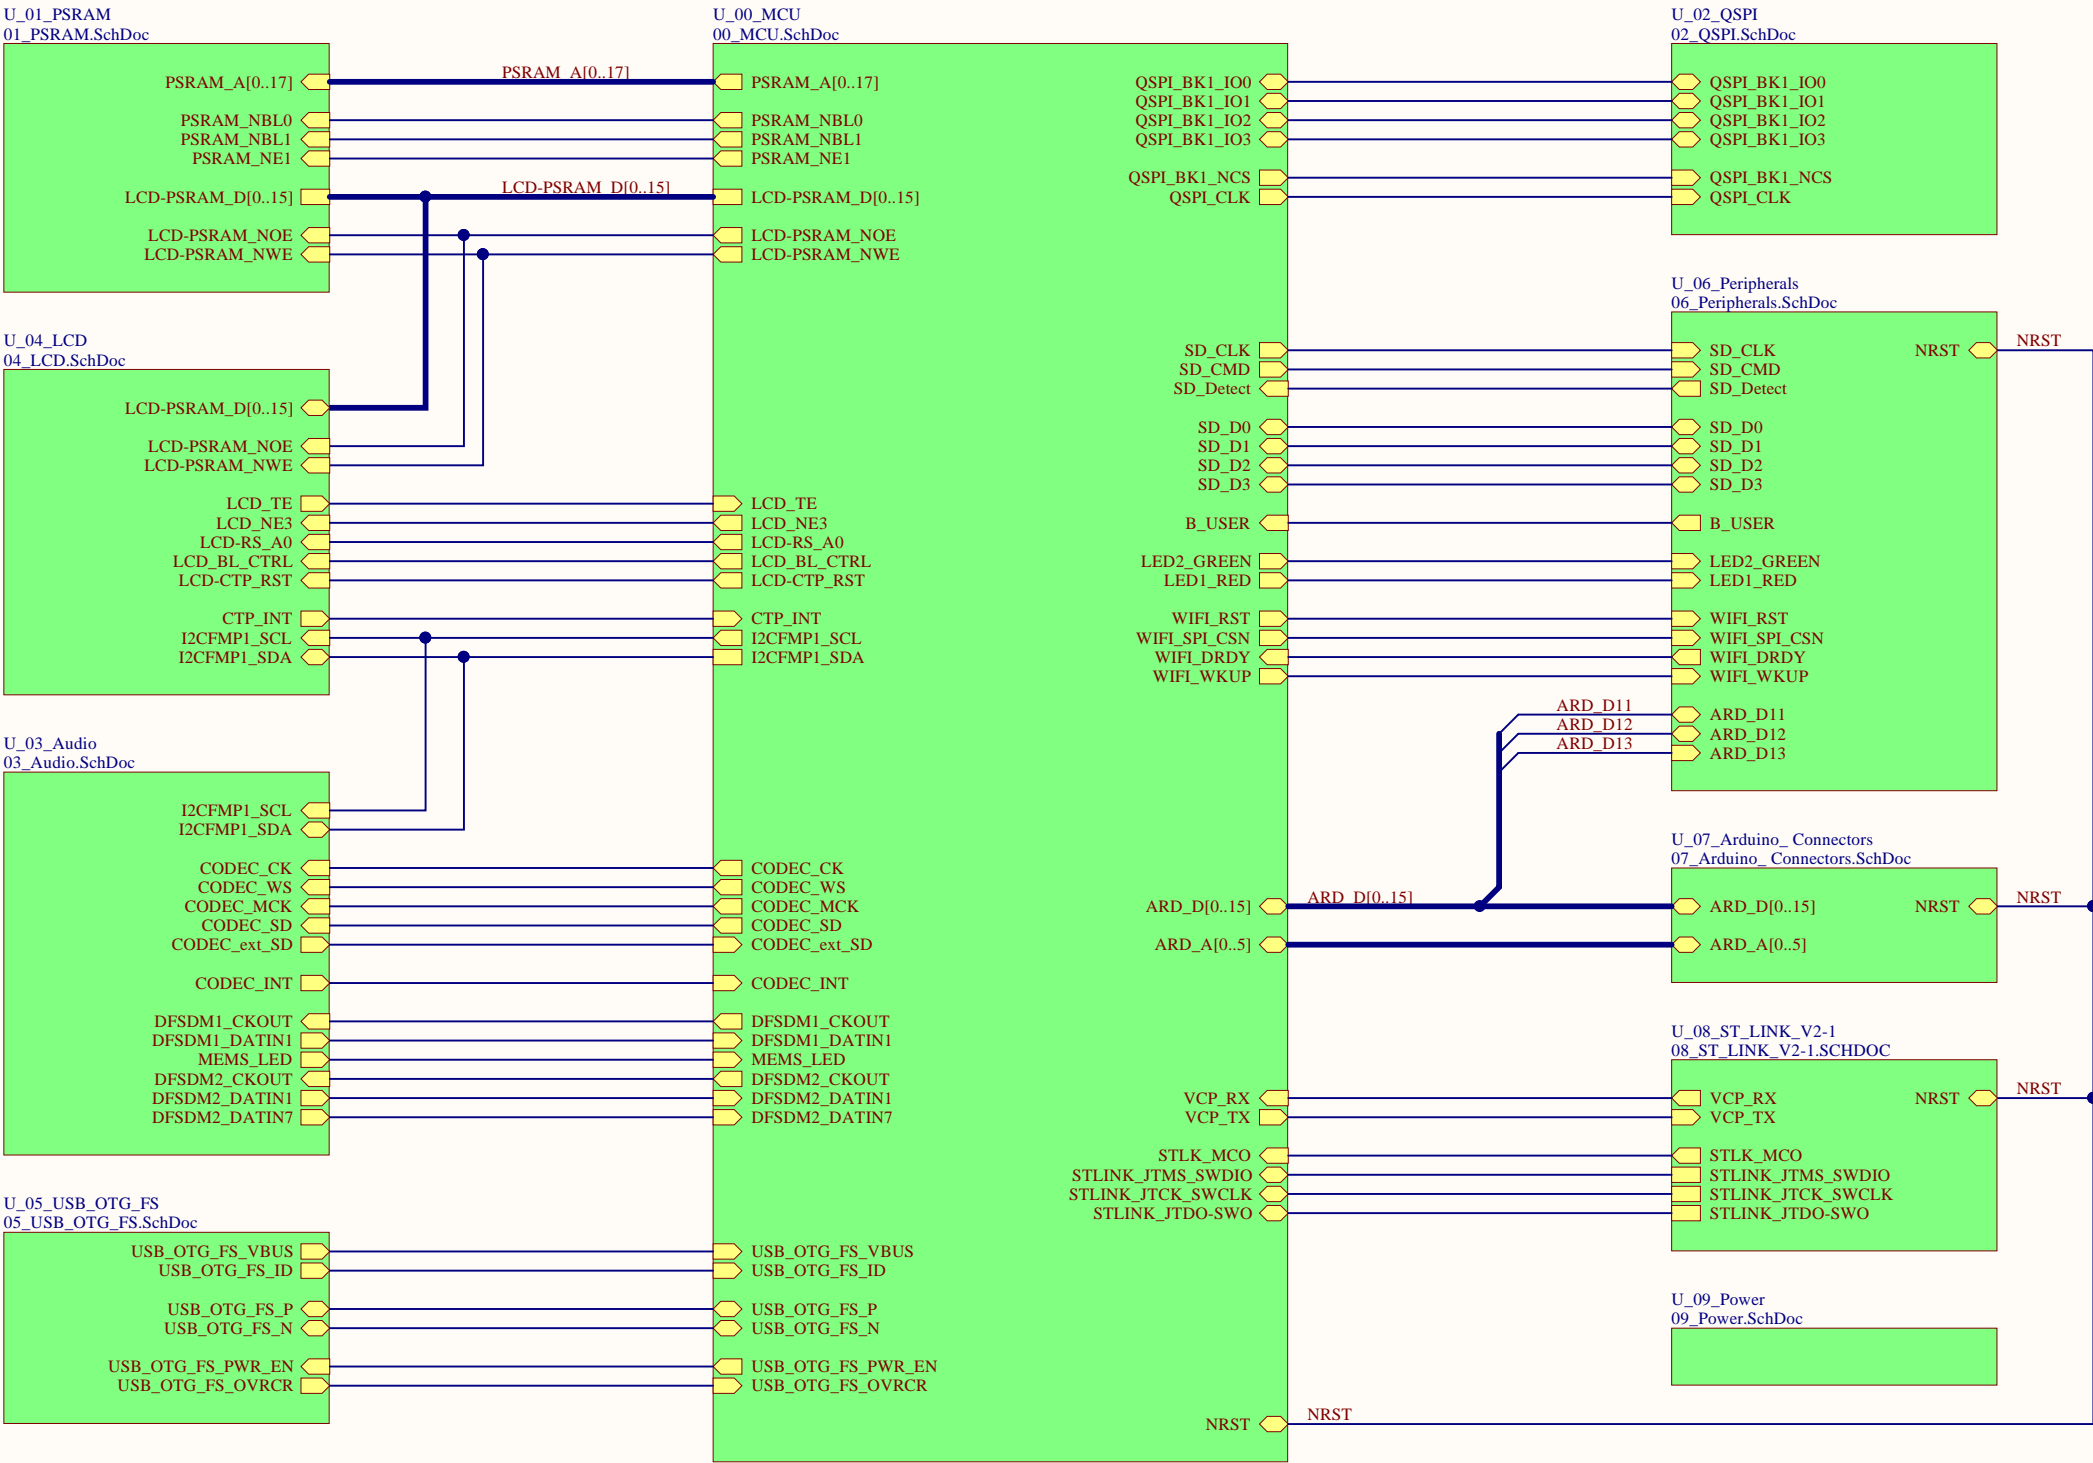 U_01_PSRAM
01_PSRAM.SchDoc
PSRAM_A[0..17]
PSRAM_NBL0
PSRAM_NBL1
PSRAM_NE1
LCD-PSRAM_D[0..15]
LCD-PSRAM_NOE
LCD-PSRAM_NWE
PSRAM_A[0..17]
LCD-PSRAM_D[0..15]
U_04_LCD
04_LCD.SchDoc
LCD-PSRAM_D[0..15]
LCD-PSRAM_NOE
LCD-PSRAM_NWE
LCD_TE
LCD_NE3
LCD-RS_A0
LCD_BL_CTRL
LCD-CTP_RST
CTP_INT
I2CFMP1_SCL
I2CFMP1_SDA
U_03_Audio
03_Audio.SchDoc
I2CFMP1_SCL
I2CFMP1_SDA
CODEC_CK
CODEC_WS
CODEC_MCK
CODEC_SD
CODEC_ext_SD
CODEC_INT
DFSDM1_CKOUT
DFSDM1_DATIN1
MEMS_LED
DFSDM2_CKOUT
DFSDM2_DATIN1
DFSDM2_DATIN7
U_05_USB_OTG_FS
05_USB_OTG_FS.SchDoc
USB_OTG_FS_VBUS
USB_OTG_FS_ID
USB_OTG_FS_P
USB_OTG_FS_N
USB_OTG_FS_PWR_EN
USB_OTG_FS_OVRCR
U_00_MCU
00_MCU.SchDoc
PSRAM_A[0..17]
PSRAM_NBL0
PSRAM_NBL1
PSRAM_NE1
LCD-PSRAM_D[0..15]
LCD-PSRAM_NOE
LCD-PSRAM_NWE
LCD_TE
LCD_NE3
LCD-RS_A0
LCD_BL_CTRL
LCD-CTP_RST
CTP_INT
I2CFMP1_SCL
I2CFMP1_SDA
CODEC_CK
CODEC_WS
CODEC_MCK
CODEC_SD
CODEC_ext_SD
CODEC_INT
DFSDM1_CKOUT
DFSDM1_DATIN1
MEMS_LED
DFSDM2_CKOUT
DFSDM2_DATIN1
DFSDM2_DATIN7
USB_OTG_FS_VBUS
USB_OTG_FS_ID
USB_OTG_FS_P
USB_OTG_FS_N
USB_OTG_FS_PWR_EN
USB_OTG_FS_OVRCR
QSPI_BK1_IO0
QSPI_BK1_IO1
QSPI_BK1_IO2
QSPI_BK1_IO3
QSPI_BK1_NCS
QSPI_CLK
SD_CLK
SD_CMD
SD_Detect
SD_D0
SD_D1
SD_D2
SD_D3
B_USER
LED2_GREEN
LED1_RED
WIFI_RST
WIFI_SPI_CSN
WIFI_DRDY
WIFI_WKUP
ARD_D[0..15]
ARD_A[0..5]
VCP_RX
VCP_TX
STLK_MCO
STLINK_JTMS_SWDIO
STLINK_JTCK_SWCLK
STLINK_JTDO-SWO
NRST
ARD_D11
ARD_D12
ARD_D13
ARD_D[0..15]
NRST
U_02_QSPI
02_QSPI.SchDoc
QSPI_BK1_IO0
QSPI_BK1_IO1
QSPI_BK1_IO2
QSPI_BK1_IO3
QSPI_BK1_NCS
QSPI_CLK
U_06_Peripherals
06_Peripherals.SchDoc
SD_CLK
NRST
NRST
SD_CMD
SD_Detect
SD_D0
SD_D1
SD_D2
SD_D3
B_USER
LED2_GREEN
LED1_RED
WIFI_RST
WIFI_SPI_CSN
WIFI_DRDY
WIFI_WKUP
ARD_D11
ARD_D12
ARD_D13
U_07_Arduino_ Connectors
07_Arduino_ Connectors.SchDoc
ARD_D[0..15]
NRST
NRST
ARD_A[0..5]
U_08_ST_LINK_V2-1
08_ST_LINK_V2-1.SCHDOC
VCP_RX
NRST
NRST
VCP_TX
STLK_MCO
STLINK_JTMS_SWDIO
STLINK_JTCK_SWCLK
STLINK_JTDO-SWO
U_09_Power
09_Power.SchDoc